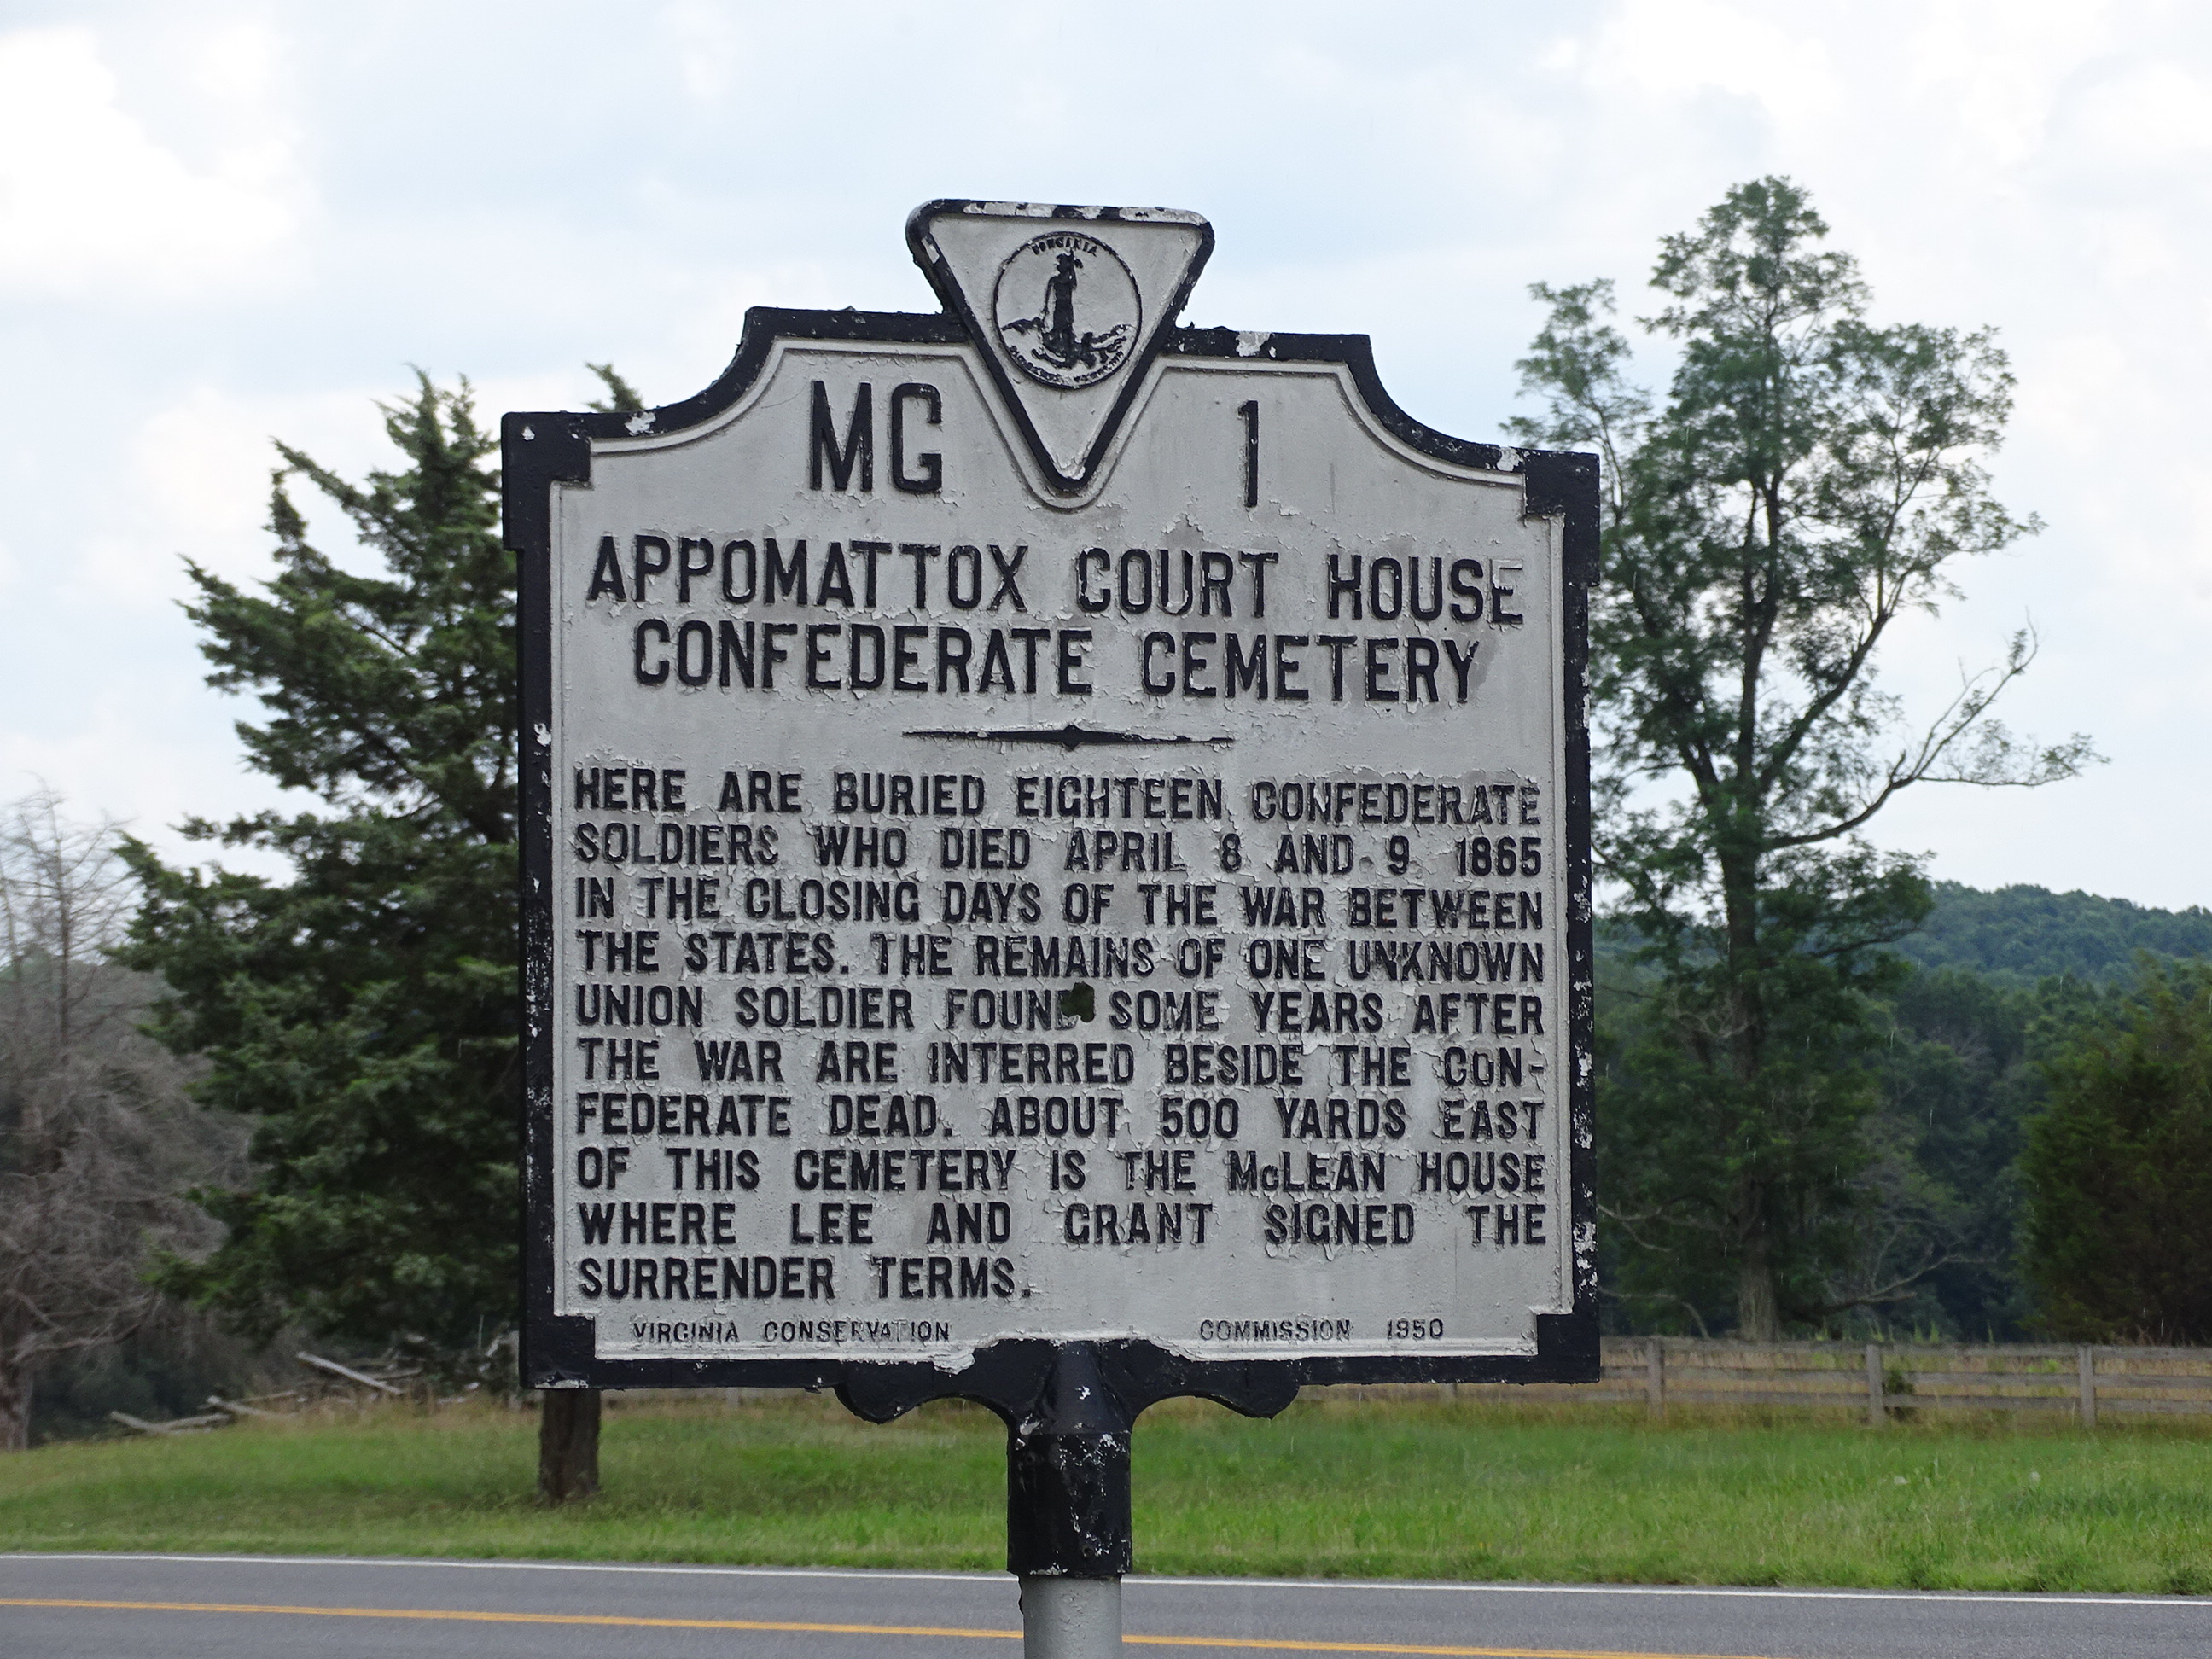 VIRGINIA
MG 1
APPOMATTOX COURT HOUSE
CONFEDERATE CEMETERY
HERE ARE BURIED EIGHTEEN CONFEDERATE
SOLDIERS WHO DIED APRIL 8 AND 9 1865
IN THE CLOSING DAYS OF THE WAR BETWEEN
THE STATES. THE REMAINS OF ONE UNKNOWN
UNION SOLDIER FOUND SOME YEARS AFTER
THE WAR ARE INTERRED BESIDE THE CON-
FEDERATE DEAD. ABOUT 500 YARDS EAST
OF THIS CEMETERY IS THE McLEAN HOUSE
WHERE LEE AND GRANT SIGNED THE
SURRENDER TERMS.
VIRGINIA CONSERVATION COMMISSION 1950